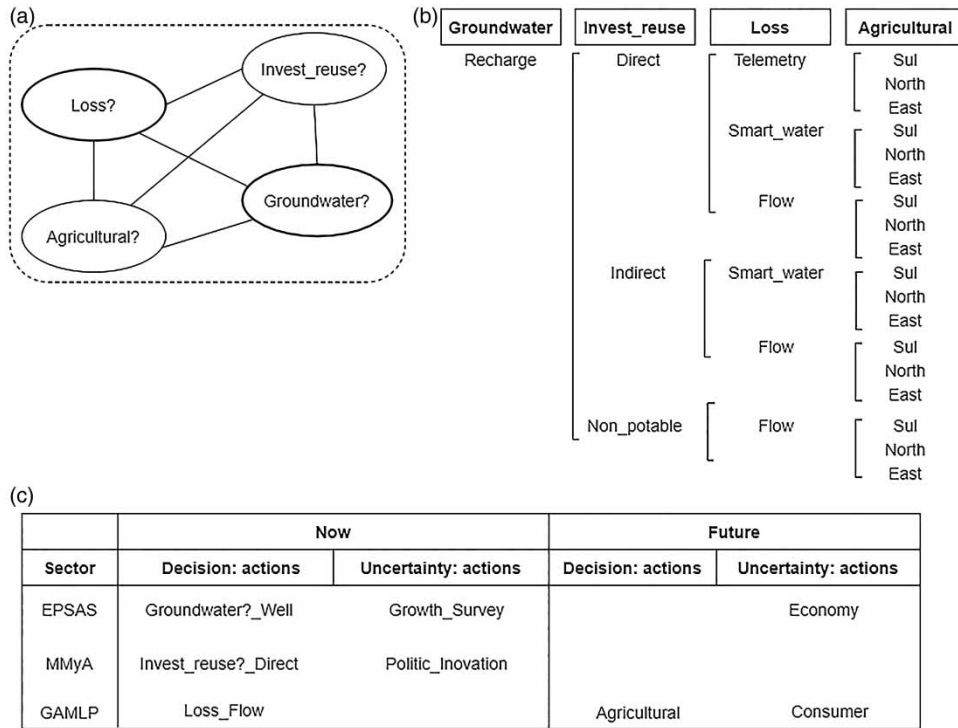 (a)
Invest_reuse?
Loss?
Groundwater?
Agricultural?
(b)
Groundwater Invest_reuse Loss Agricultural
Recharge Direct Telemetry Sul
North
East
Smart_water Sul
North
East
Flow Sul
North
East
Indirect Smart_water Sul
North
East
Flow Sul
North
East
Non_potable Flow Sul
North
East
(c)
Now Future
Sector Decision: actions Uncertainty: actions Decision: actions Uncertainty: actions
EPSAS Groundwater?_Well Growth_Survey Economy
MMyA Invest_reuse?_Direct Politic_Inovation
GAMLP Loss_Flow Agricultural Consumer